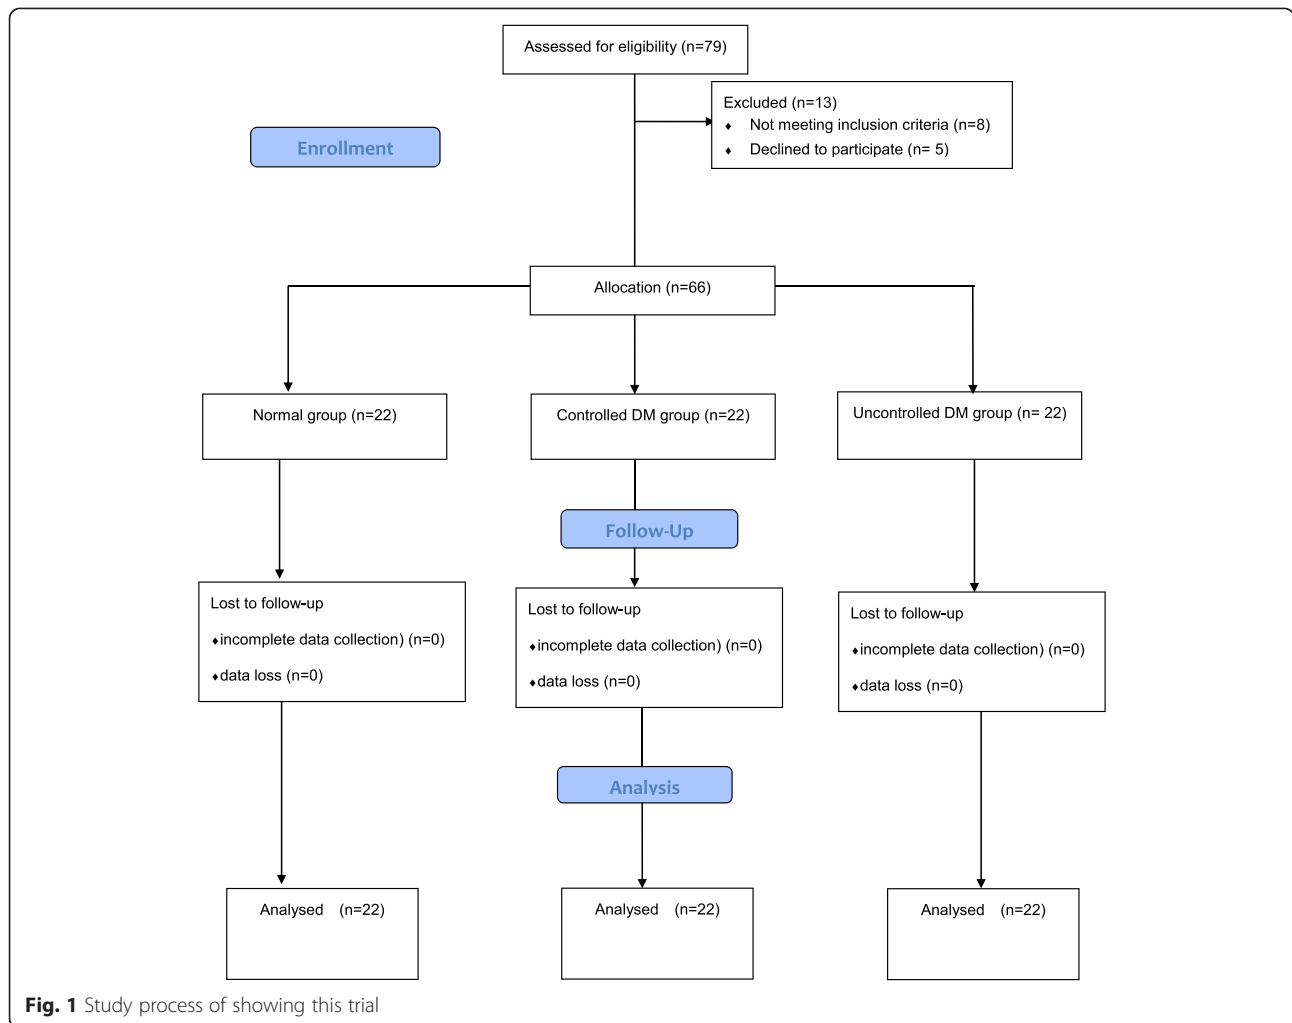 Assessed for eligibility (n=79)
Excluded (n=13)
⬧ Not meeting inclusion criteria (n=8)
⬧ Declined to participate (n= 5)
Enrollment
Allocation (n=66)
Normal group (n=22)
Controlled DM group (n=22)
Uncontrolled DM group (n= 22)
Follow-Up
Lost to follow-up
⬧incomplete data collection) (n=0)
⬧data loss (n=0)
Lost to follow-up
⬧incomplete data collection) (n=0)
⬧data loss (n=0)
Lost to follow-up
⬧incomplete data collection) (n=0)
⬧data loss (n=0)
Analysis
Analysed (n=22)
Analysed (n=22)
Analysed (n=22)
Fig. 1 Study process of showing this trial